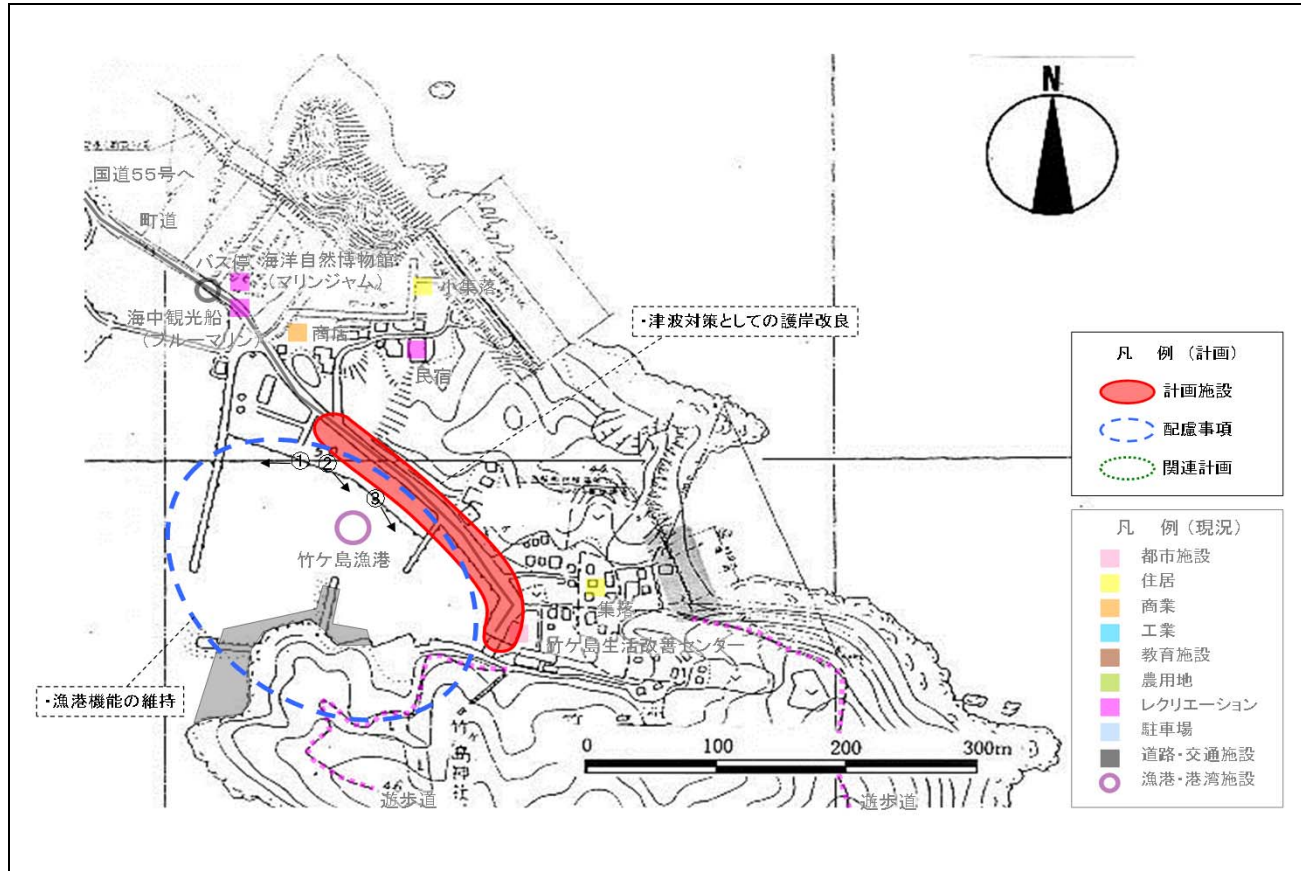 N
国道55号へ
町道
バス停
海洋自然博物館
（マリンジャム）
小集落
海中観光船
（ブルーマリン）
商店
民宿
・津波対策としての護岸改良
凡 例（計画）
計画施設
配慮事項
関連計画
①
②
③
竹ケ島漁港
集落
竹ケ島生活改善センター
・漁港機能の維持
竹ケ島神社
46
遊歩道
遊歩道
0 100 200 300m
凡 例（現況）
都市施設
住居
商業
工業
教育施設
農用地
レクリエーション
駐車場
道路・交通施設
漁港・港湾施設